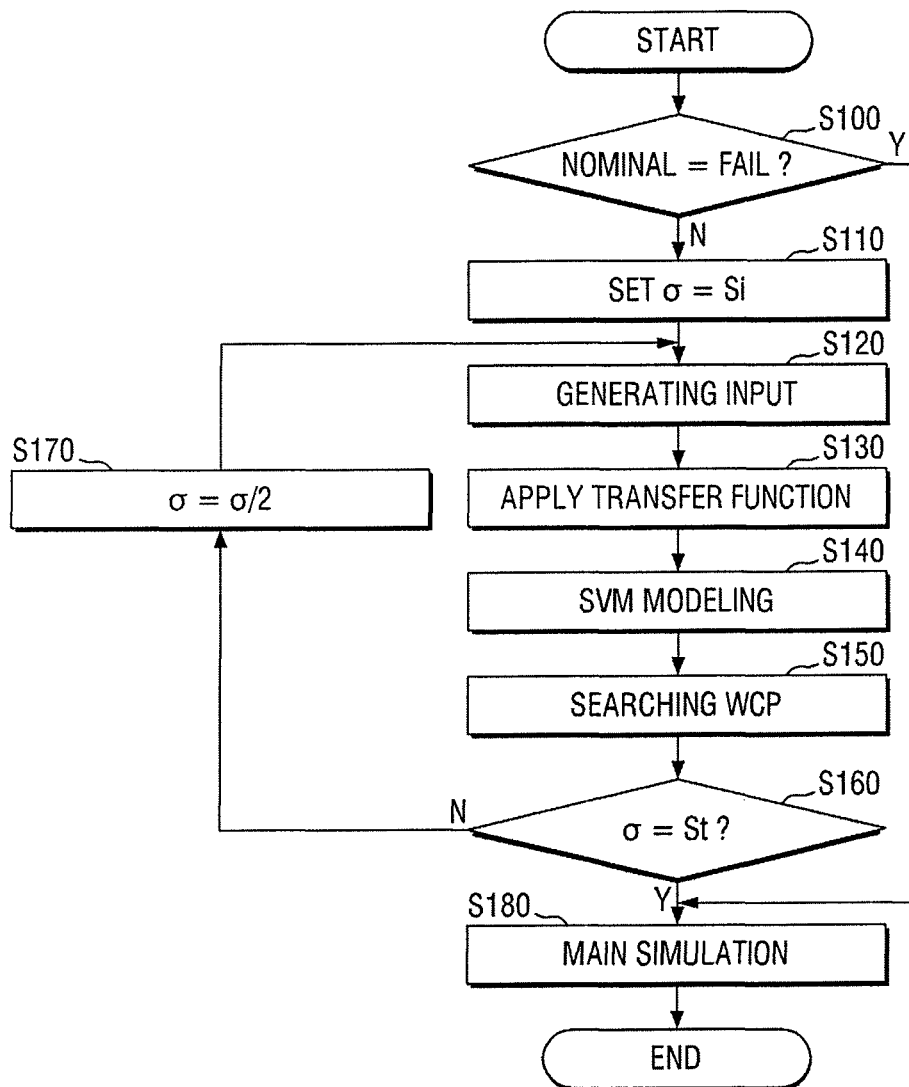 START
S100
NOMINAL = FAIL ?
Y
N
S110
SET σ = Si
S120
GENERATING INPUT
S170
σ = σ/2
S130
APPLY TRANSFER FUNCTION
S140
SVM MODELING
S150
SEARCHING WCP
S160
N
σ = St ?
Y
S180
MAIN SIMULATION
END